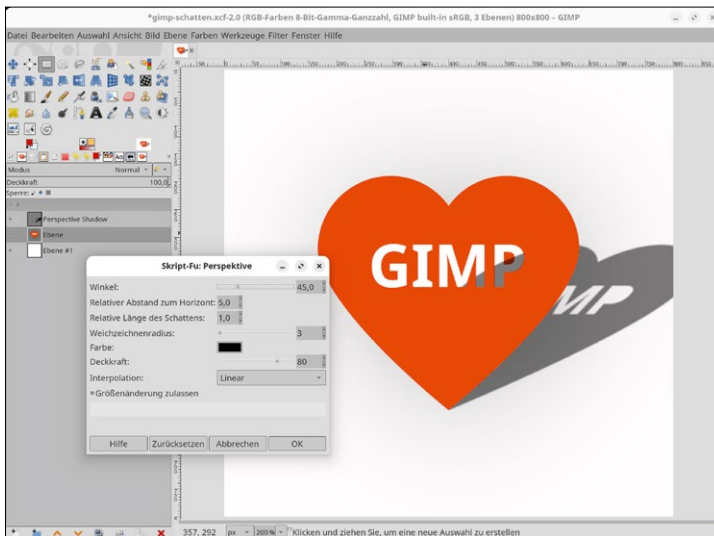 *gimp-schatten.xcf-2.0 (RGB-Farben 8-Bit-Gamma-Ganzzahl, GIMP built-in sRGB, 3 Ebenen) 800x800 – GIMP
Datei Bearbeiten Auswahl Ansicht Bild Ebene Farben Werkzeuge Filter Fenster Hilfe
Modus Normal
Deckkraft 100,0
Sperre:
Perspective Shadow
Ebene
Ebene #1
GIMP
Skript-Fu: Perspektive
Winkel: 45,0
Relativer Abstand zum Horizont: 5,0
Relative Länge des Schattens: 1,0
Weichzeichnenradius: 3
Farbe:
Deckkraft: 80
Interpolation: Linear
Größenänderung zulassen
Hilfe Zurücksetzen Abbrechen OK
357, 292 px 200% Klicken und ziehen Sie, um eine neue Auswahl zu erstellen